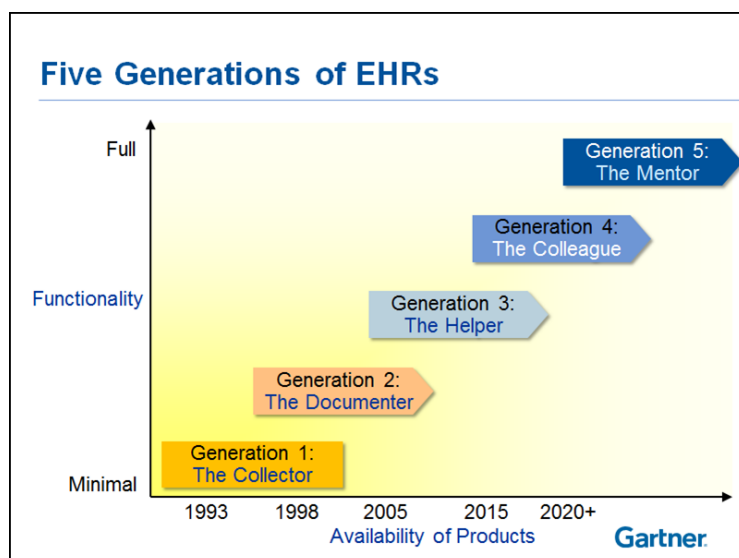 Five Generations of EHRs
Full
Generation 5:
The Mentor
Generation 4:
The Colleague
Functionality
Generation 3:
The Helper
Generation 2:
The Documenter
Generation 1:
The Collector
Minimal
1993 1998 2005 2015 2020+
Availability of Products
Gartner